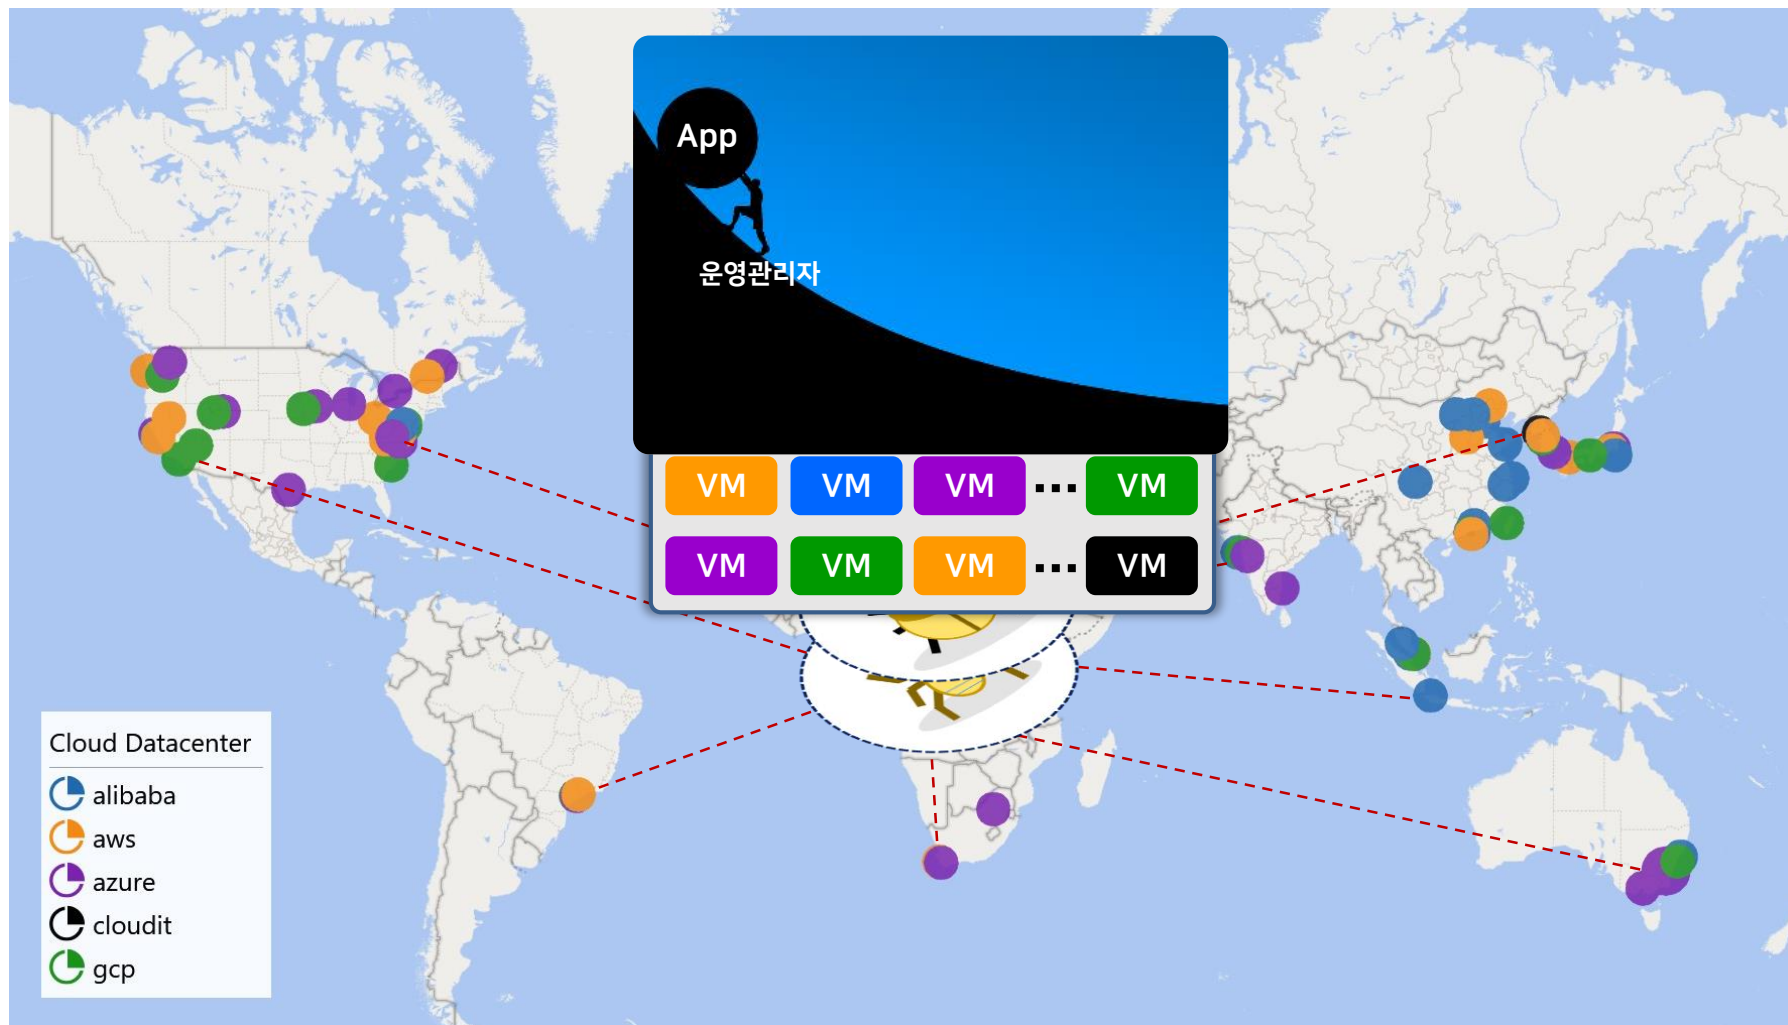 App
운영관리자
VM VM VM ... VM
VM VM VM ... VM
Cloud Datacenter
alibaba
aws
azure
cloudit
gcp